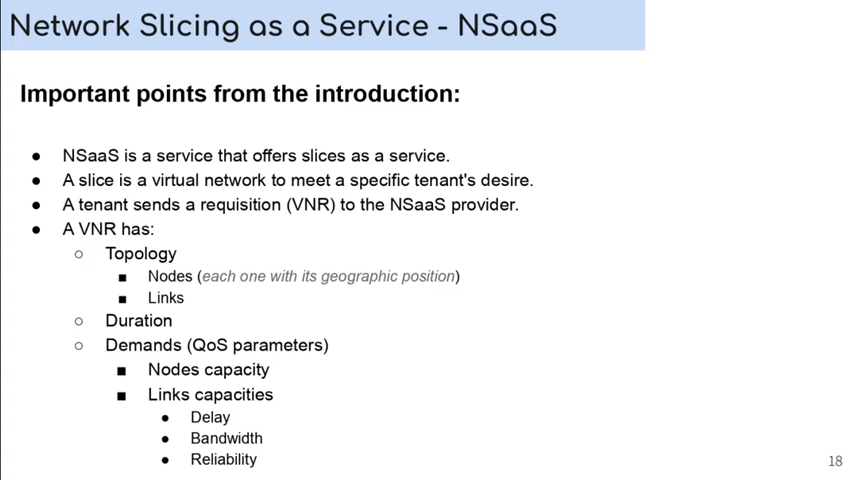 Network Slicing as a Service - NSaaS
Important points from the introduction:
● NSaaS is a service that offers slices as a service.
● A slice is a virtual network to meet a specific tenant's desire.
● A tenant sends a requisition (VNR) to the NSaaS provider.
● A VNR has:
○ Topology
■ Nodes (each one with its geographic position)
■ Links
○ Duration
○ Demands (QoS parameters)
■ Nodes capacity
■ Links capacities
● Delay
● Bandwidth
● Reliability
18